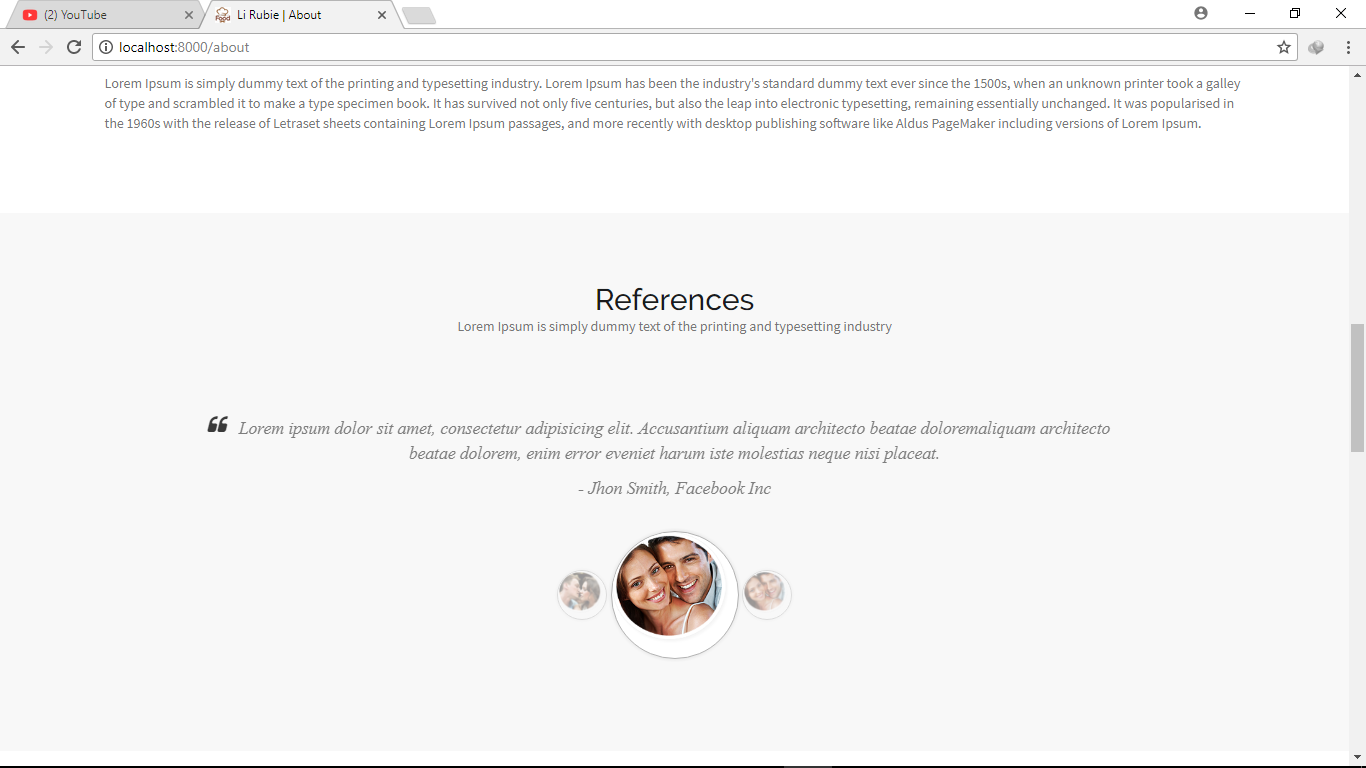 (2) YouTube
Food
Li Rubie | About
localhost:8000/about
Lorem Ipsum is simply dummy text of the printing and typesetting industry. Lorem Ipsum has been the industry's standard dummy text ever since the 1500s, when an unknown printer took a galley
of type and scrambled it to make a type specimen book. It has survived not only five centuries, but also the leap into electronic typesetting, remaining essentially unchanged. It was popularised in
the 1960s with the release of Letraset sheets containing Lorem Ipsum passages, and more recently with desktop publishing software like Aldus PageMaker including versions of Lorem Ipsum.
References
Lorem Ipsum is simply dummy text of the printing and typesetting industry
“ Lorem ipsum dolor sit amet, consectetur adipisicing elit. Accusantium aliquam architecto beatae doloremaliquam architecto
beatae dolorem, enim error eveniet harum iste molestias neque nisi placeat.
- Jhon Smith, Facebook Inc